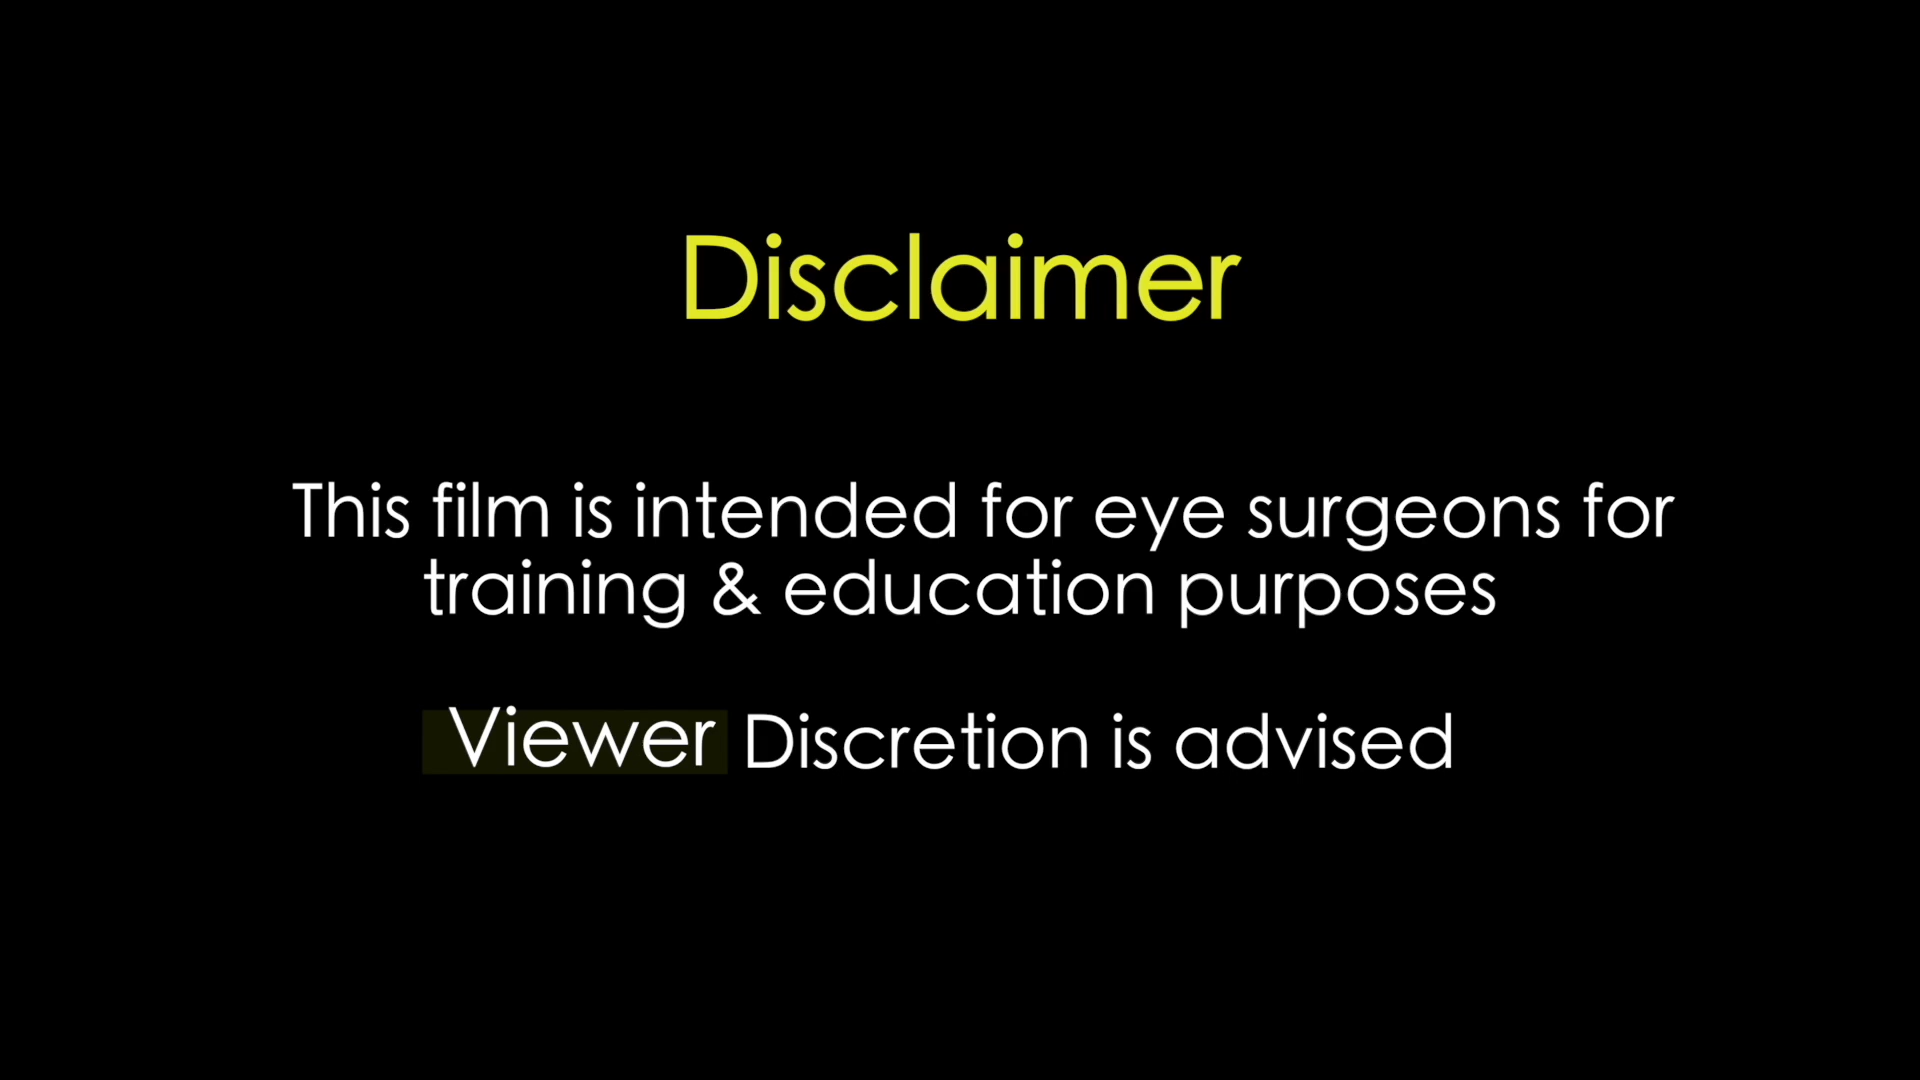 Disclaimer
This film is intended for eye surgeons for
training & education purposes
Viewer Discretion is advised